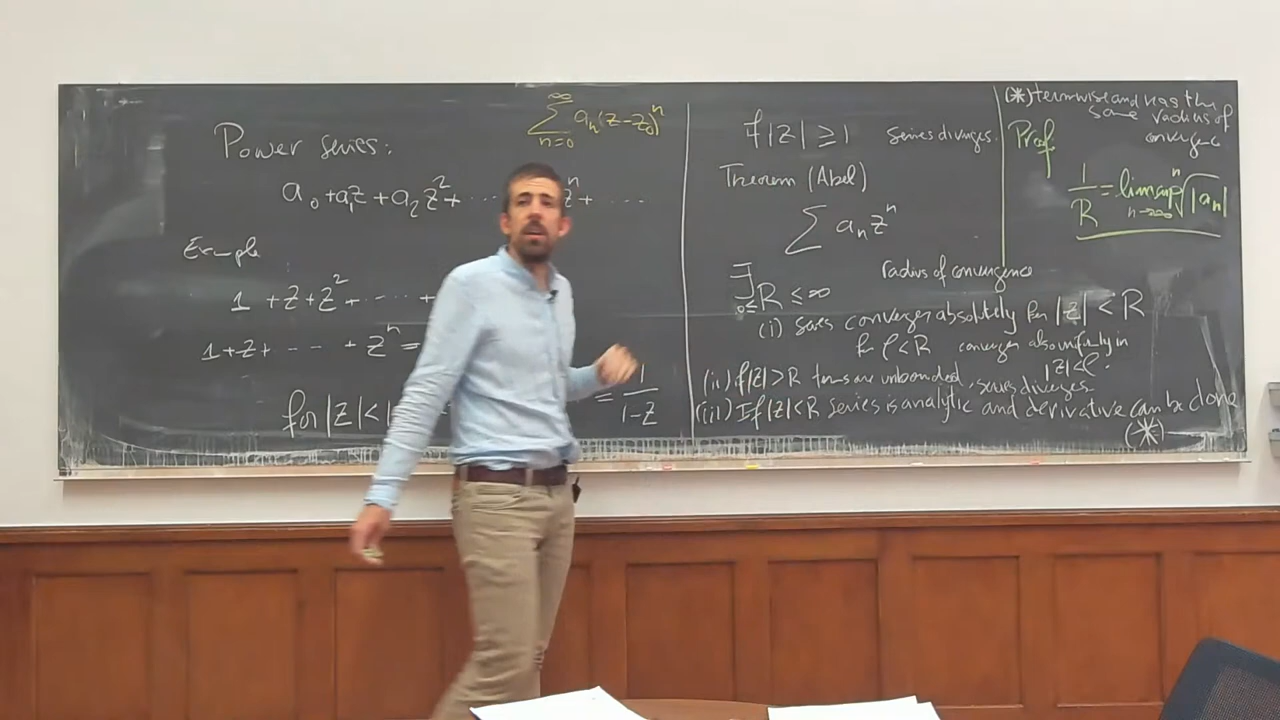 Power series:
∑_{n=0}^{∞} a_n(z-z_0)^n
a_0 + a_1z + a_2z^2 + ... z^n + ....
Example
1 + z + z^2 + ..... +
1 + z + --- + z^n =
for |z| < | = 1/(1-z)
if |z| ≥ 1 series diverges.
Theorem (Abel)
∑ a_n z^n
∃ 0≤R≤∞ radius of convergence
(i) series converges absolutely for |z| < R
for ρ < R converges also unifutly in |z| < ρ.
(ii) if |z| > R terms are unbounded, series diverges
(iii) If |z| < R series is analytic and derivative can be done (*)
(*) termwise and has the
same radius of
convergence
Proof
1/R = limsup_{n→∞} ⁿ√|a_n|